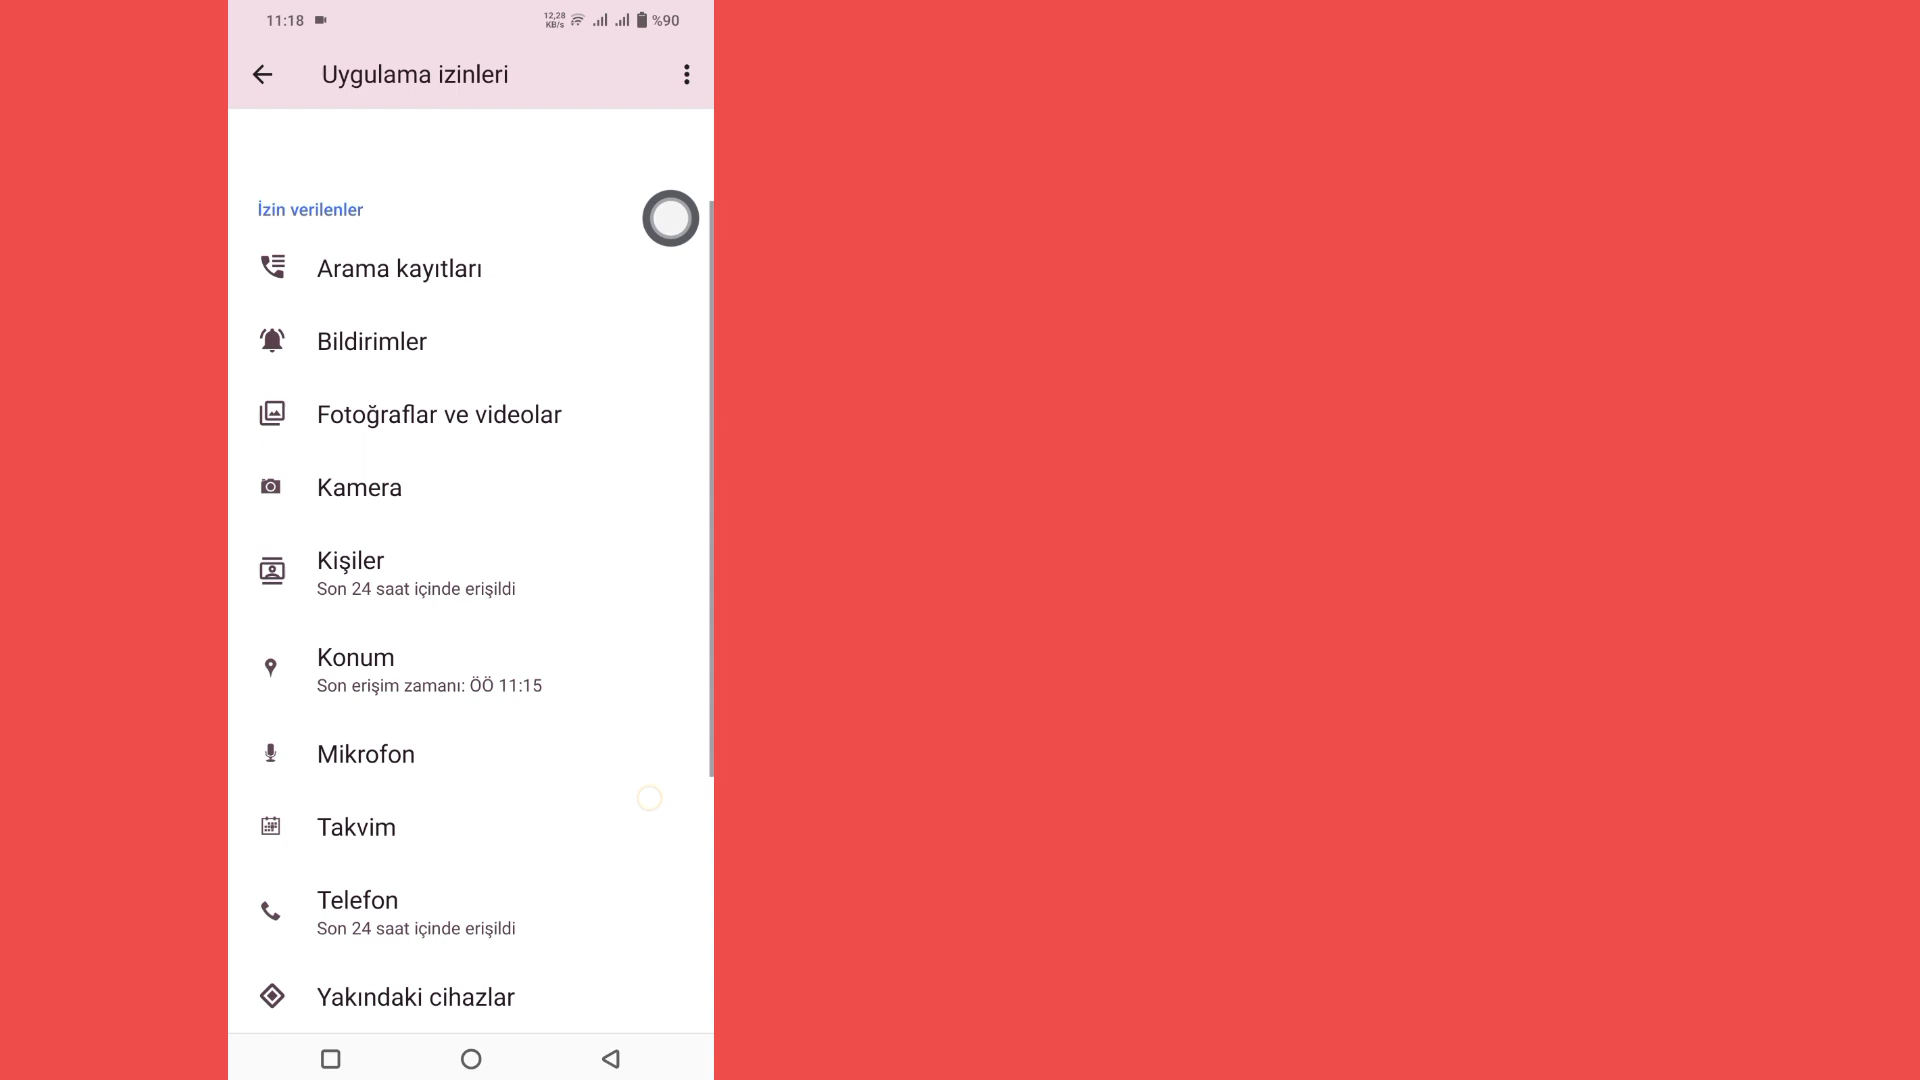 11:18
12,28
KB/s
%90
Uygulama izinleri
İzin verilenler
Arama kayıtları
Bildirimler
Fotoğraflar ve videolar
Kamera
Kişiler
Son 24 saat içinde erişildi
Konum
Son erişim zamanı: ÖÖ 11:15
Mikrofon
Takvim
Telefon
Son 24 saat içinde erişildi
Yakındaki cihazlar